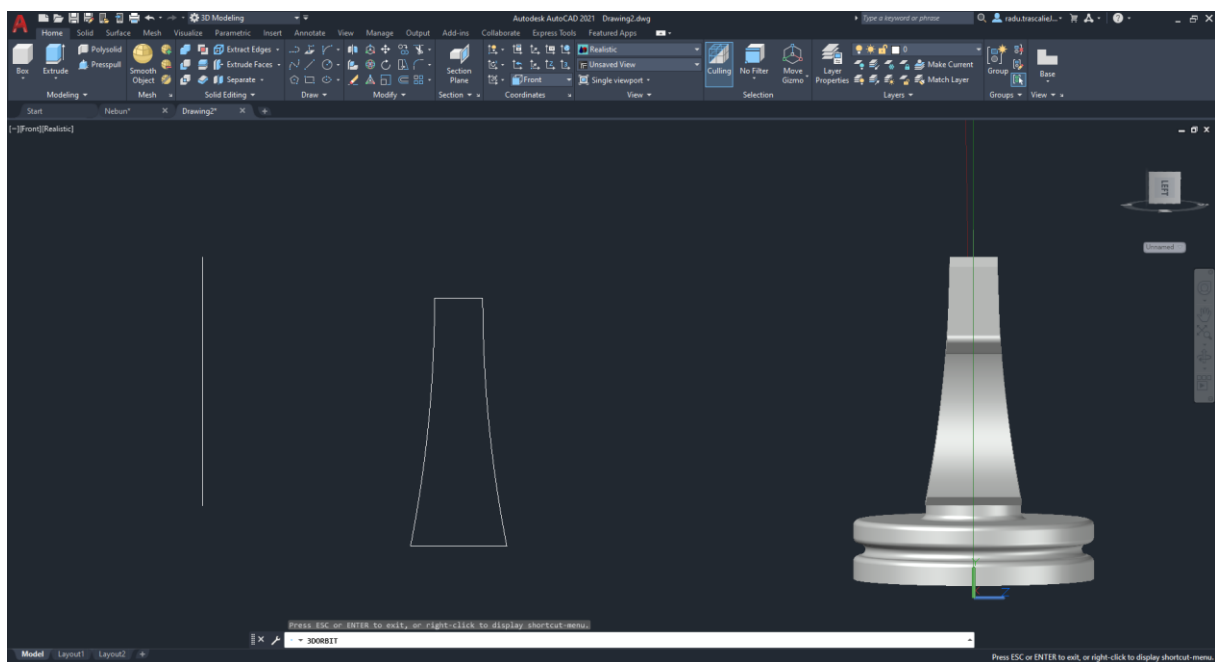 3D Modeling Autodesk AutoCAD 2021 Drawing2.dwg Type a keyword or phrase radu.trascaliel...
Home Solid Surface Mesh Visualize Parametric Insert Annotate View Manage Output Add-ins Collaborate Express Tools Featured Apps
Polysolid Extract Edges Realistic 0
Box Extrude Presspull Smooth Object Extrude Faces Section Plane Unsaved View Culling No Filter Move Gizmo Layer Properties Make Current Group Base
Separate Front Single viewport Match Layer
Modeling Mesh Solid Editing Draw Modify Section Coordinates View Selection Layers Groups View
Start Nebun* Drawing2*
[–][Front][Realistic]
LEFT
Unnamed
Press ESC or ENTER to exit, or right-click to display shortcut-menu.
3DORBIT
Model Layout1 Layout2 + Press ESC or ENTER to exit, or right-click to display shortcut-menu.